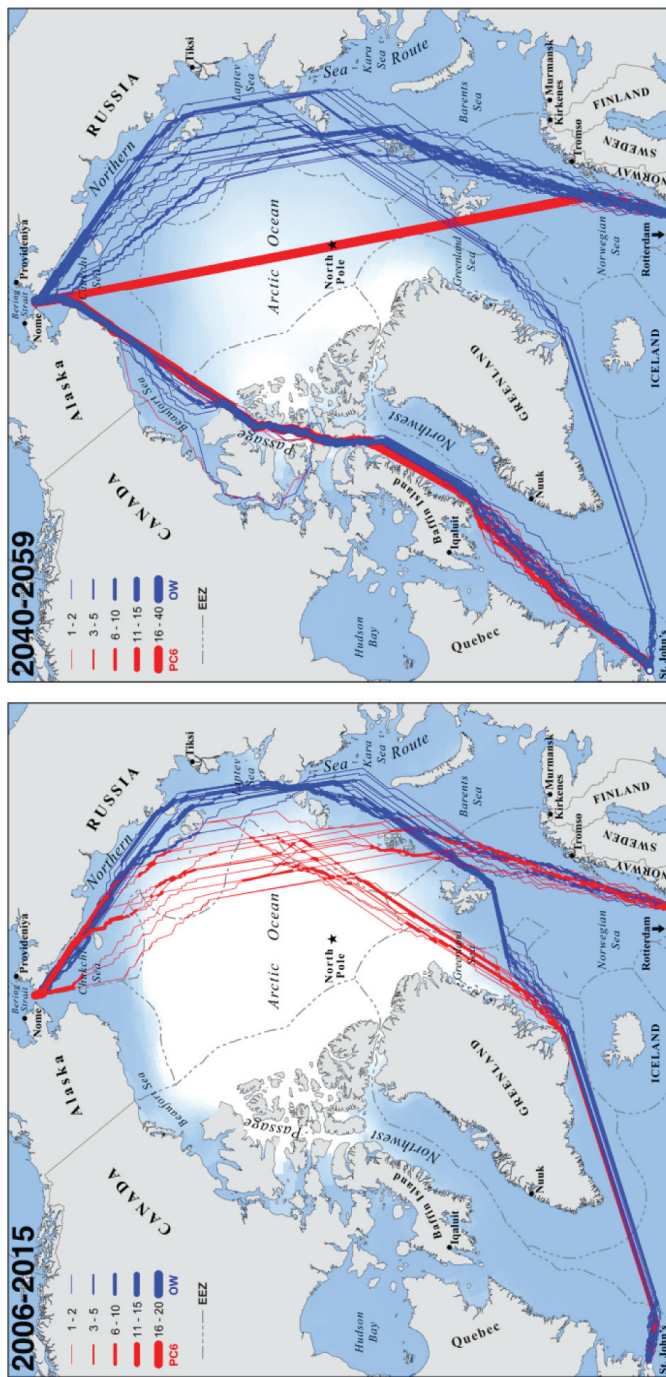 2040-2059
1 - 2
3 - 5
6 - 10
11 - 15
16 - 40
PC6 OW
EEZ
Bering
Strait
Provideniya
Nome
Alaska
CANADA
RUSSIA
Tiksi
Chukchi
Sea
Beaufort Sea
Northern
Sea
Route
Laptev
Sea
Kara
Sea
Barents
Sea
Arctic Ocean
North
Pole
Greenland
Sea
Northwest
Passage
GREENLAND
Baffin Island
Iqaluit
Nuuk
Hudson
Bay
Quebec
St. John's
ICELAND
Norwegian
Sea
Rotterdam
Murmansk
Kirkenes
Tromso
FINLAND
SWEDEN
NORWAY
2006-2015
1 - 2
3 - 5
6 - 10
11 - 15
16 - 20
PC6 OW
EEZ
Bering
Strait
Provideniya
Nome
Alaska
CANADA
RUSSIA
Tiksi
Chukchi
Sea
Beaufort Sea
Northern
Sea
Route
Laptev
Sea
Kara
Sea
Barents
Sea
Arctic Ocean
North
Pole
Greenland
Sea
Northwest
Passage
GREENLAND
Baffin Island
Iqaluit
Nuuk
Hudson
Bay
Quebec
St. John's
ICELAND
Norwegian
Sea
Rotterdam
Murmansk
Kirkenes
Tromso
FINLAND
SWEDEN
NORWAY